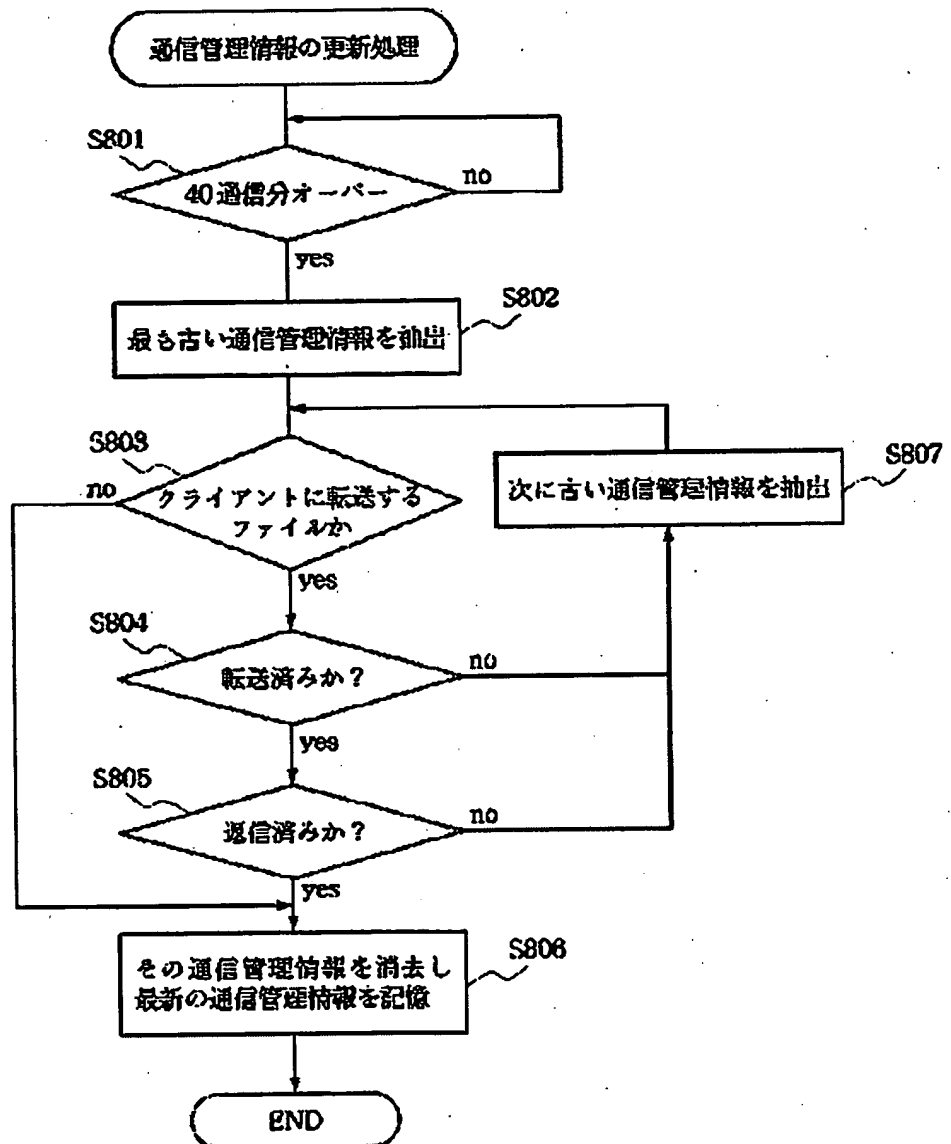 通信管理情報の更新処理
S801
40通信分オーバー
no
yes
S802
最も古い通信管理情報を抽出
S803
no
クライアントに転送する
ファイルか
yes
S807
次に古い通信管理情報を抽出
S804
転送済みか？
no
yes
S805
返信済みか？
no
yes
S806
その通信管理情報を消去し
最新の通信管理情報を記憶
END